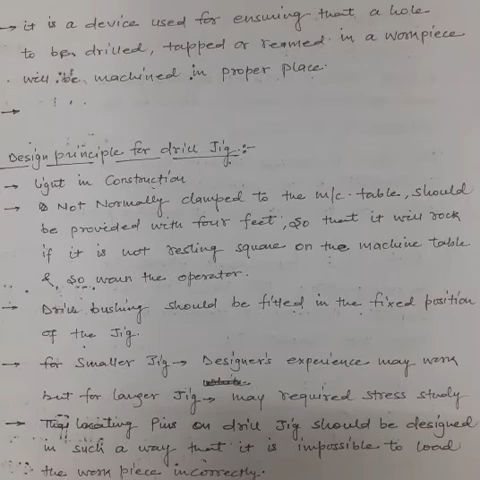 → it is a device used for ensuring that a hole
to be drilled, tapped or reamed in a workpiece
will be machined in proper place.
→
Design principle for drill Jig :-
→ Light in Construction
→ Not Normally clamped to the m/c table, should
be provided with four feet, so that it will rock
if it is not resting square on the machine table
&, so warn the operator.
→ Drill bushing should be fitted in the fixed position
of the Jig.
→ for Smaller Jig → Designer's experience may work
but for larger Jig → may required stress study
→ locating Pins on drill Jig should be designed
in such a way that it is impossible to load
the work piece incorrectly.